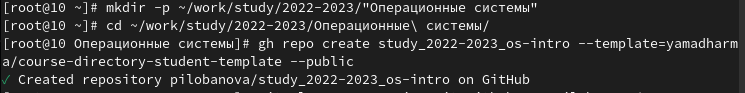 [root@10 ~]# mkdir -p ~/work/study/2022-2023/"Операционные системы"
[root@10 ~]# cd ~/work/study/2022-2023/Операционные\ системы/
[root@10 Операционные системы]# gh repo create study_2022-2023_os-intro --template=yamadharm
a/course-directory-student-template --public
✓ Created repository pilobanova/study_2022-2023_os-intro on GitHub